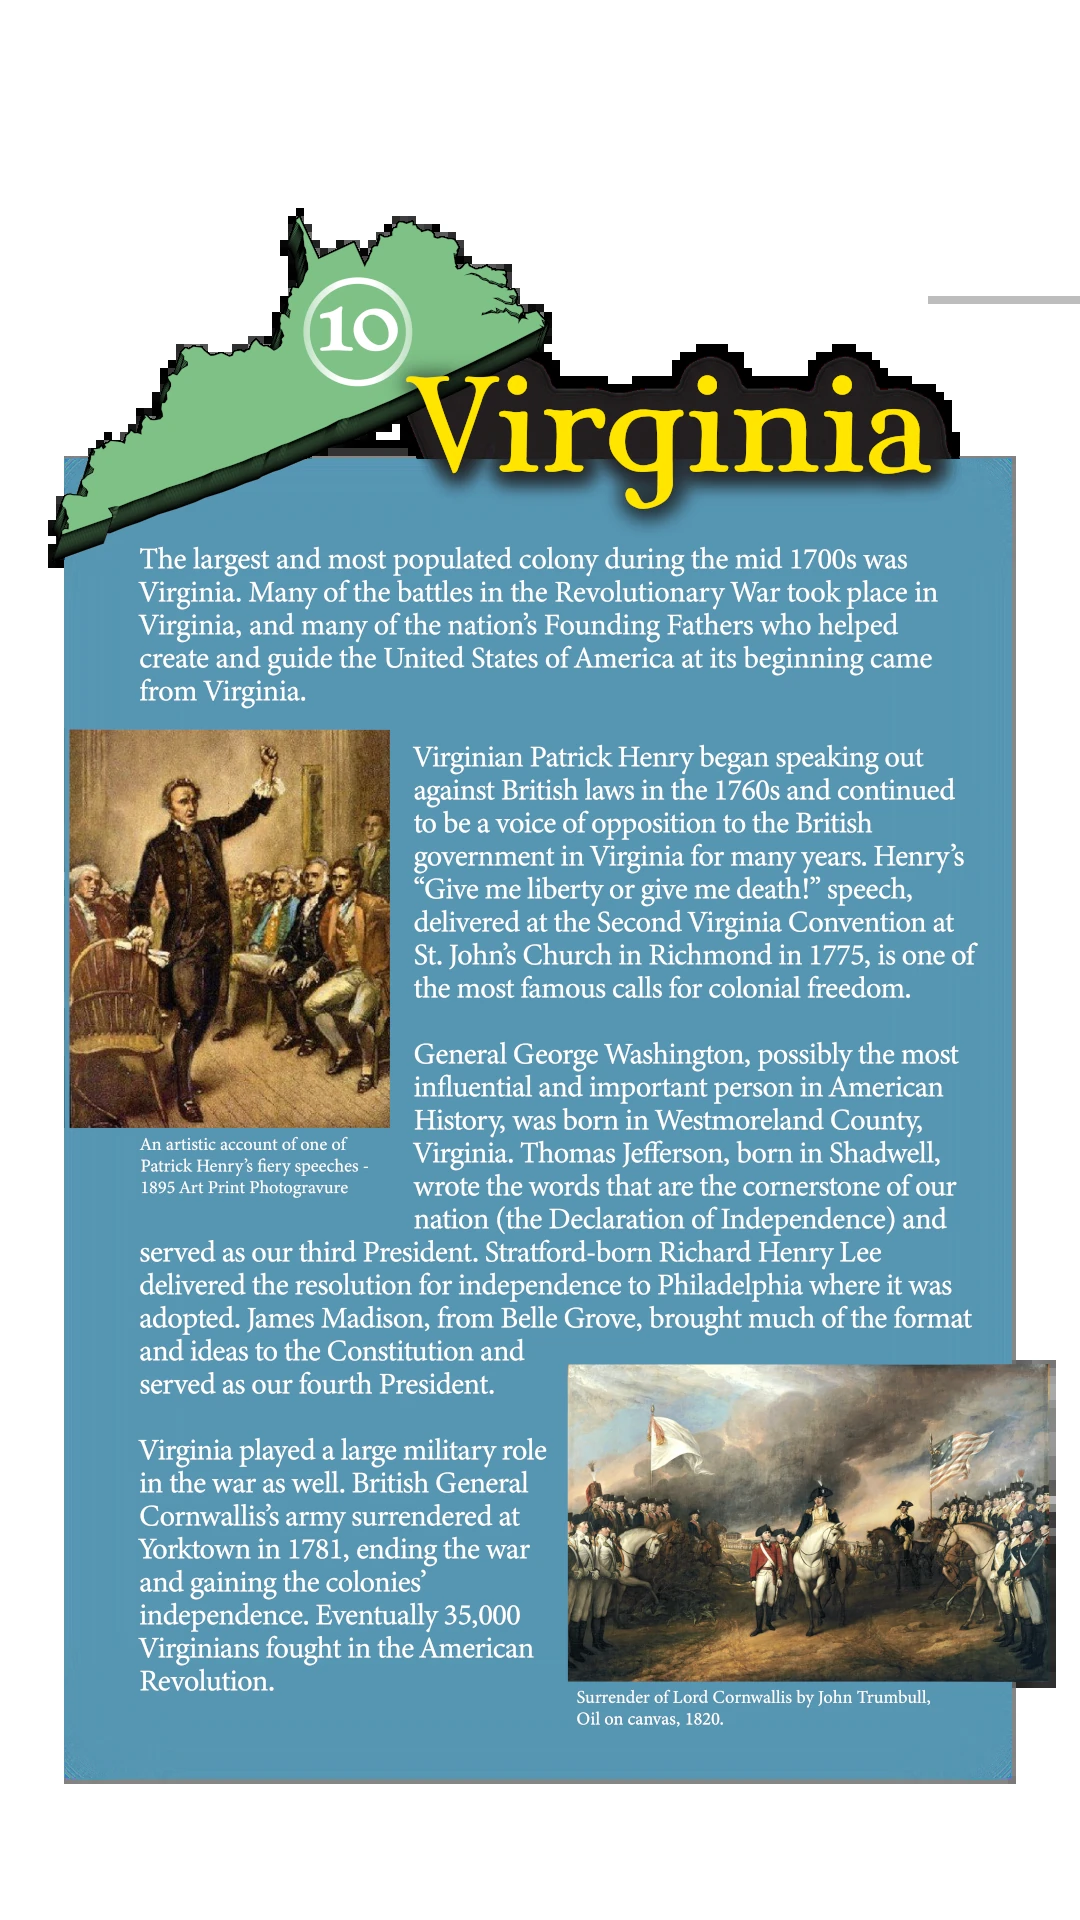 10
Virginia
The largest and most populated colony during the mid 1700s was
Virginia. Many of the battles in the Revolutionary War took place in
Virginia, and many of the nation’s Founding Fathers who helped
create and guide the United States of America at its beginning came
from Virginia.
Virginian Patrick Henry began speaking out
against British laws in the 1760s and continued
to be a voice of opposition to the British
government in Virginia for many years. Henry’s
“Give me liberty or give me death!” speech,
delivered at the Second Virginia Convention at
St. John’s Church in Richmond in 1775, is one of
the most famous calls for colonial freedom.
An artistic account of one of
Patrick Henry’s fiery speeches -
1895 Art Print Photogravure
General George Washington, possibly the most
influential and important person in American
History, was born in Westmoreland County,
Virginia. Thomas Jefferson, born in Shadwell,
wrote the words that are the cornerstone of our
nation (the Declaration of Independence) and
served as our third President. Stratford-born Richard Henry Lee
delivered the resolution for independence to Philadelphia where it was
adopted. James Madison, from Belle Grove, brought much of the format
and ideas to the Constitution and
served as our fourth President.
Virginia played a large military role
in the war as well. British General
Cornwallis’s army surrendered at
Yorktown in 1781, ending the war
and gaining the colonies’
independence. Eventually 35,000
Virginians fought in the American
Revolution.
Surrender of Lord Cornwallis by John Trumbull,
Oil on canvas, 1820.